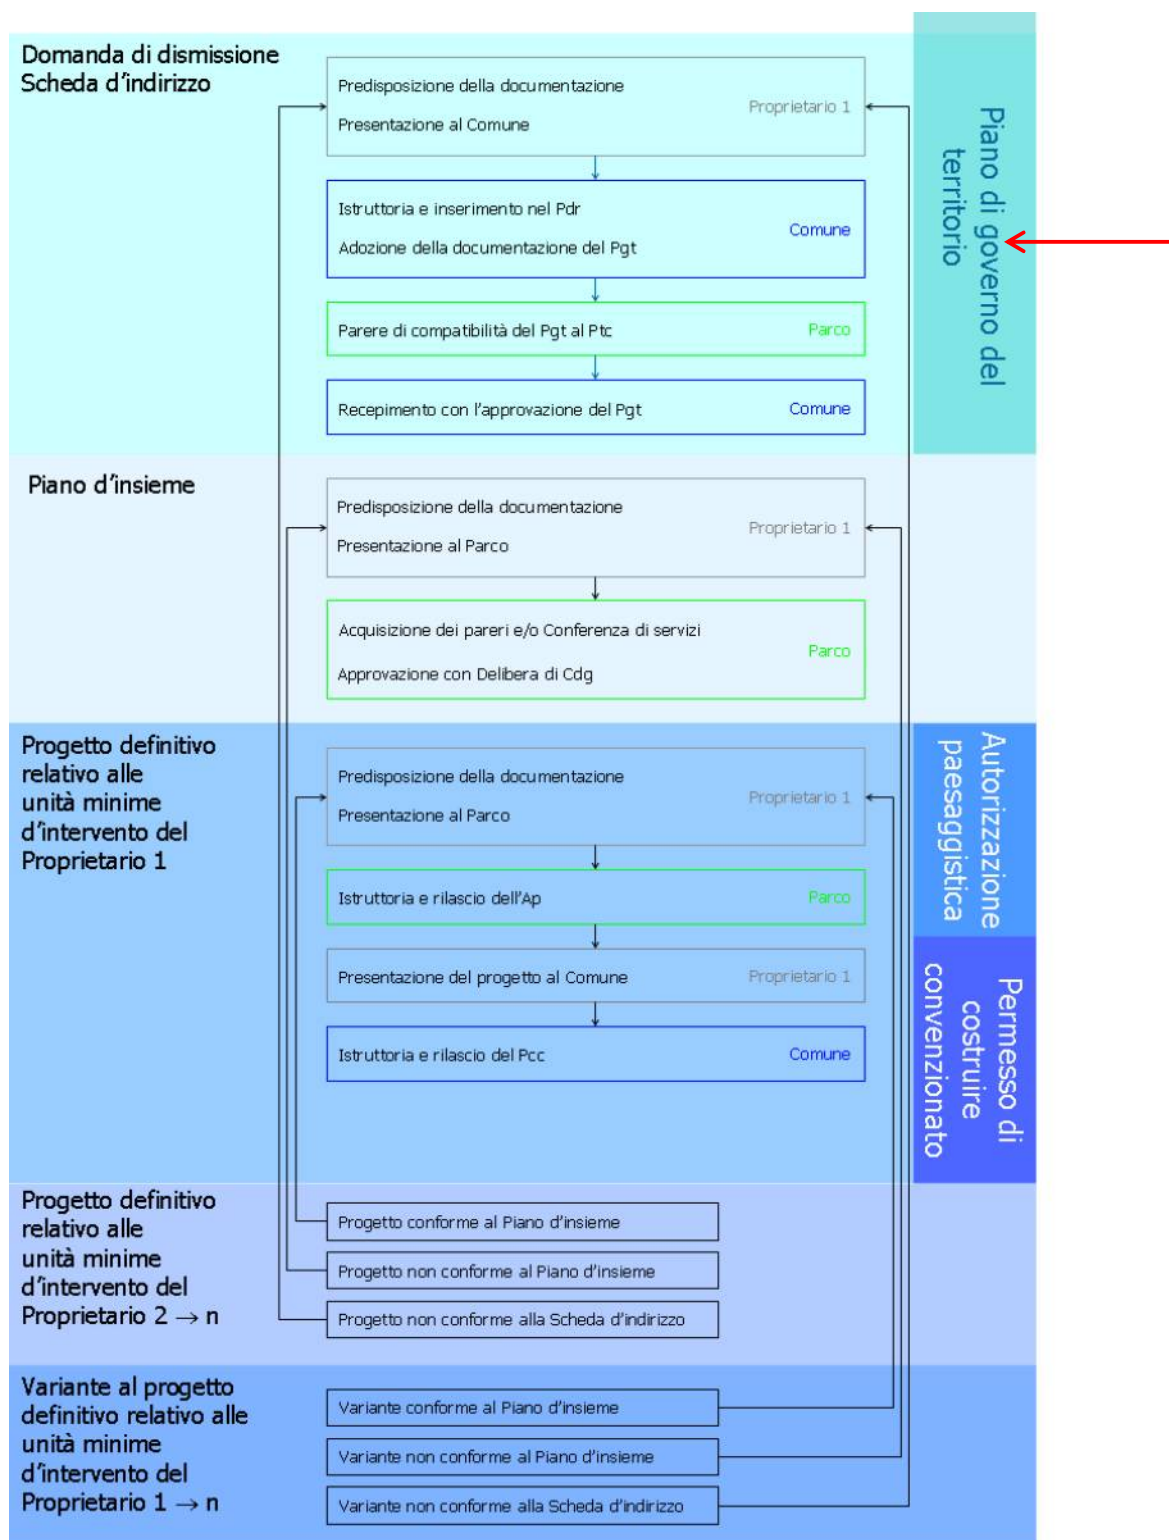 Domanda di dismissione
Scheda d'indirizzo
Predisposizione della documentazione
Presentazione al Comune
Proprietario 1
Istruttoria e inserimento nel Pdr
Adozione della documentazione del Pgt
Comune
Parere di compatibilità del Pgt al Ptc
Parco
Recepimento con l'approvazione del Pgt
Comune
Piano di governo del
territorio
Piano d'insieme
Predisposizione della documentazione
Presentazione al Parco
Proprietario 1
Acquisizione dei pareri e/o Conferenza di servizi
Approvazione con Delibera di Cdg
Parco
Progetto definitivo
relativo alle
unità minime
d'intervento del
Proprietario 1
Predisposizione della documentazione
Presentazione al Parco
Proprietario 1
Istruttoria e rilascio dell'Ap
Parco
Presentazione del progetto al Comune
Proprietario 1
Istruttoria e rilascio del Pcc
Comune
Autorizzazione
paesaggistica
Permesso di
costruire
convenzionato
Progetto definitivo
relativo alle
unità minime
d'intervento del
Proprietario 2 → n
Progetto conforme al Piano d'insieme
Progetto non conforme al Piano d'insieme
Progetto non conforme alla Scheda d'indirizzo
Variante al progetto
definitivo relativo alle
unità minime
d'intervento del
Proprietario 1 → n
Variante conforme al Piano d'insieme
Variante non conforme al Piano d'insieme
Variante non conforme alla Scheda d'indirizzo